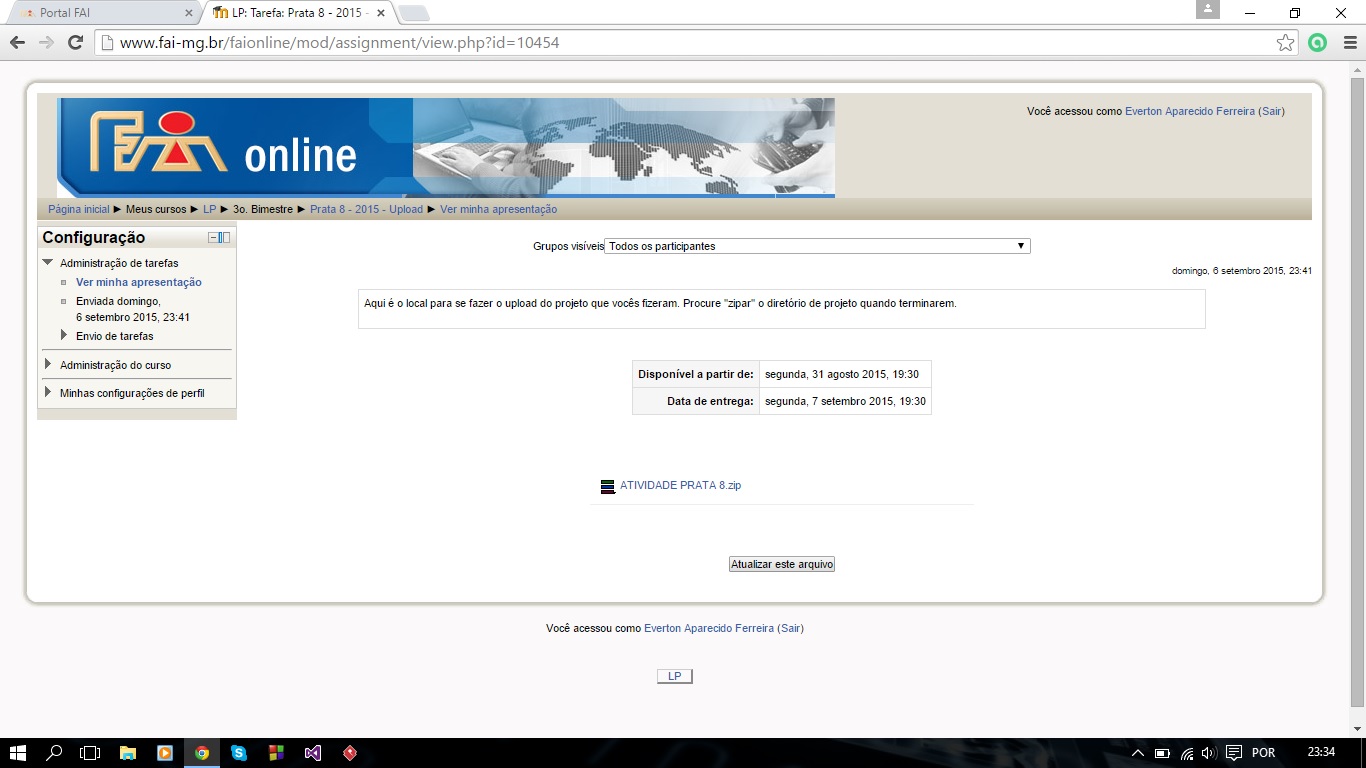 Portal FAI
LP: Tarefa: Prata 8 - 2015 -
www.fai-mg.br/faionline/mod/assignment/view.php?id=10454
FAI online
Você acessou como Everton Aparecido Ferreira (Sair)
Página inicial ► Meus cursos ► LP ► 3o. Bimestre ► Prata 8 - 2015 - Upload ► Ver minha apresentação
Configuração
Administração de tarefas
Ver minha apresentação
Enviada domingo,
6 setembro 2015, 23:41
Envio de tarefas
Administração do curso
Minhas configurações de perfil
Grupos visíveis Todos os participantes
domingo, 6 setembro 2015, 23:41
Aqui é o local para se fazer o upload do projeto que vocês fizeram. Procure "zipar" o diretório de projeto quando terminarem.
Disponível a partir de: segunda, 31 agosto 2015, 19:30
Data de entrega: segunda, 7 setembro 2015, 19:30
ATIVIDADE PRATA 8.zip
Atualizar este arquivo
Você acessou como Everton Aparecido Ferreira (Sair)
LP
POR
23:34